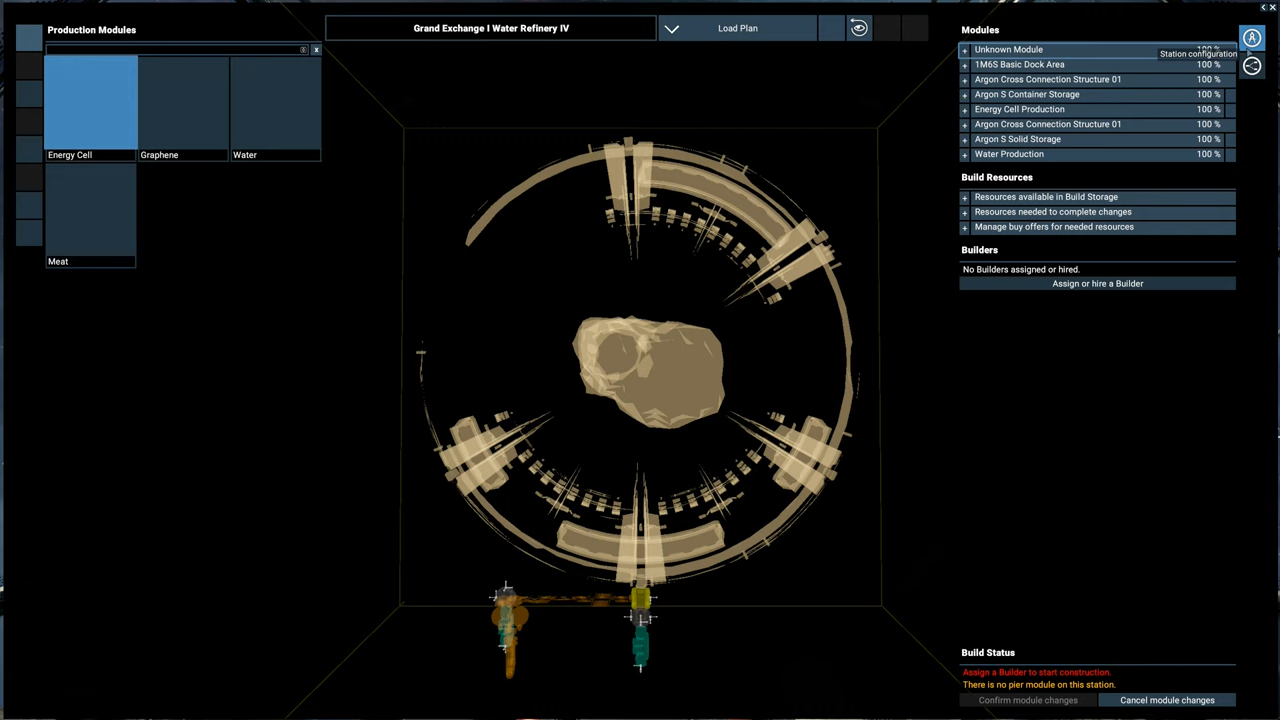 Production Modules
x
Energy Cell
Graphene
Water
Meat
Grand Exchange I Water Refinery IV
Load Plan
Modules
+ Unknown Module 100 %
Station configuration
+ 1M6S Basic Dock Area 100 %
+ Argon Cross Connection Structure 01 100 %
+ Argon S Container Storage 100 %
+ Energy Cell Production 100 %
+ Argon Cross Connection Structure 01 100 %
+ Argon S Solid Storage 100 %
+ Water Production 100 %
Build Resources
+ Resources available in Build Storage
+ Resources needed to complete changes
+ Manage buy offers for needed resources
Builders
No Builders assigned or hired.
Assign or hire a Builder
Build Status
Assign a Builder to start construction.
There is no pier module on this station.
Confirm module changes
Cancel module changes